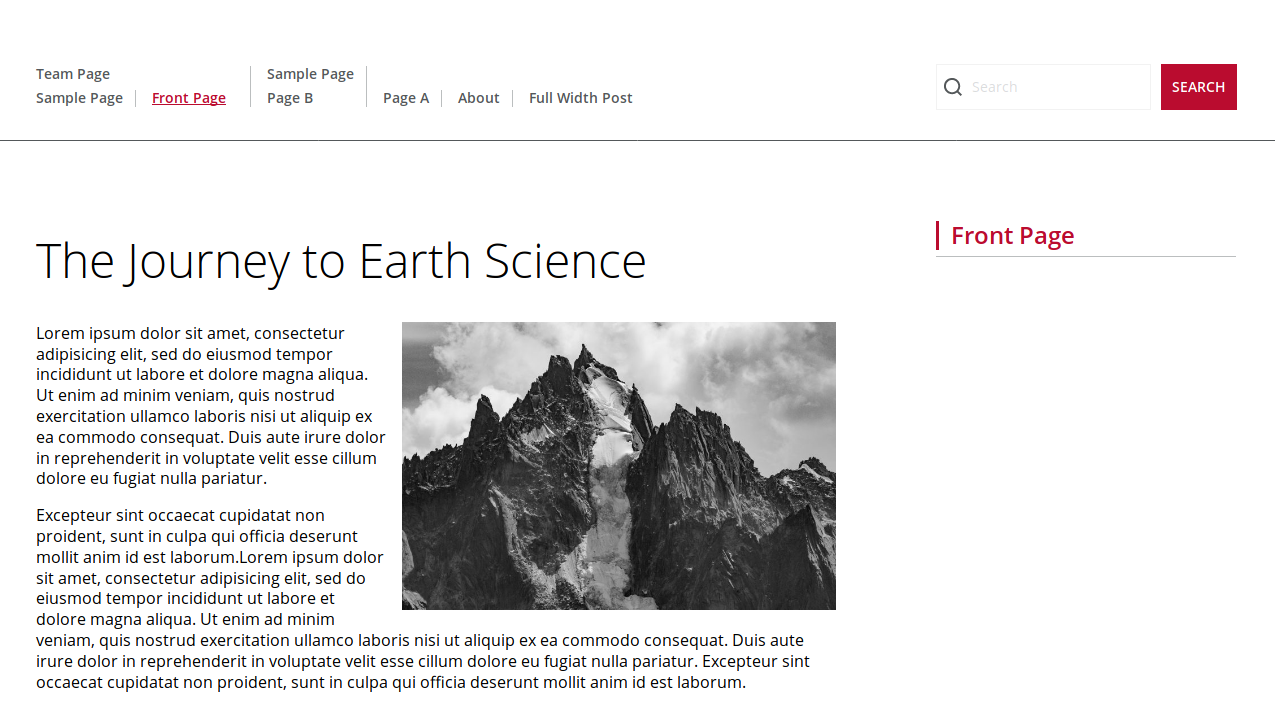 Team Page
Sample Page
Sample Page Front Page Page B Page A About Full Width Post
Search
SEARCH
The Journey to Earth Science
Front Page
Lorem ipsum dolor sit amet, consectetur
adipisicing elit, sed do eiusmod tempor
incididunt ut labore et dolore magna aliqua.
Ut enim ad minim veniam, quis nostrud
exercitation ullamco laboris nisi ut aliquip ex
ea commodo consequat. Duis aute irure dolor
in reprehenderit in voluptate velit esse cillum
dolore eu fugiat nulla pariatur.
Excepteur sint occaecat cupidatat non
proident, sunt in culpa qui officia deserunt
mollit anim id est laborum.Lorem ipsum dolor
sit amet, consectetur adipisicing elit, sed do
eiusmod tempor incididunt ut labore et
dolore magna aliqua. Ut enim ad minim
veniam, quis nostrud exercitation ullamco laboris nisi ut aliquip ex ea commodo consequat. Duis aute
irure dolor in reprehenderit in voluptate velit esse cillum dolore eu fugiat nulla pariatur. Excepteur sint
occaecat cupidatat non proident, sunt in culpa qui officia deserunt mollit anim id est laborum.